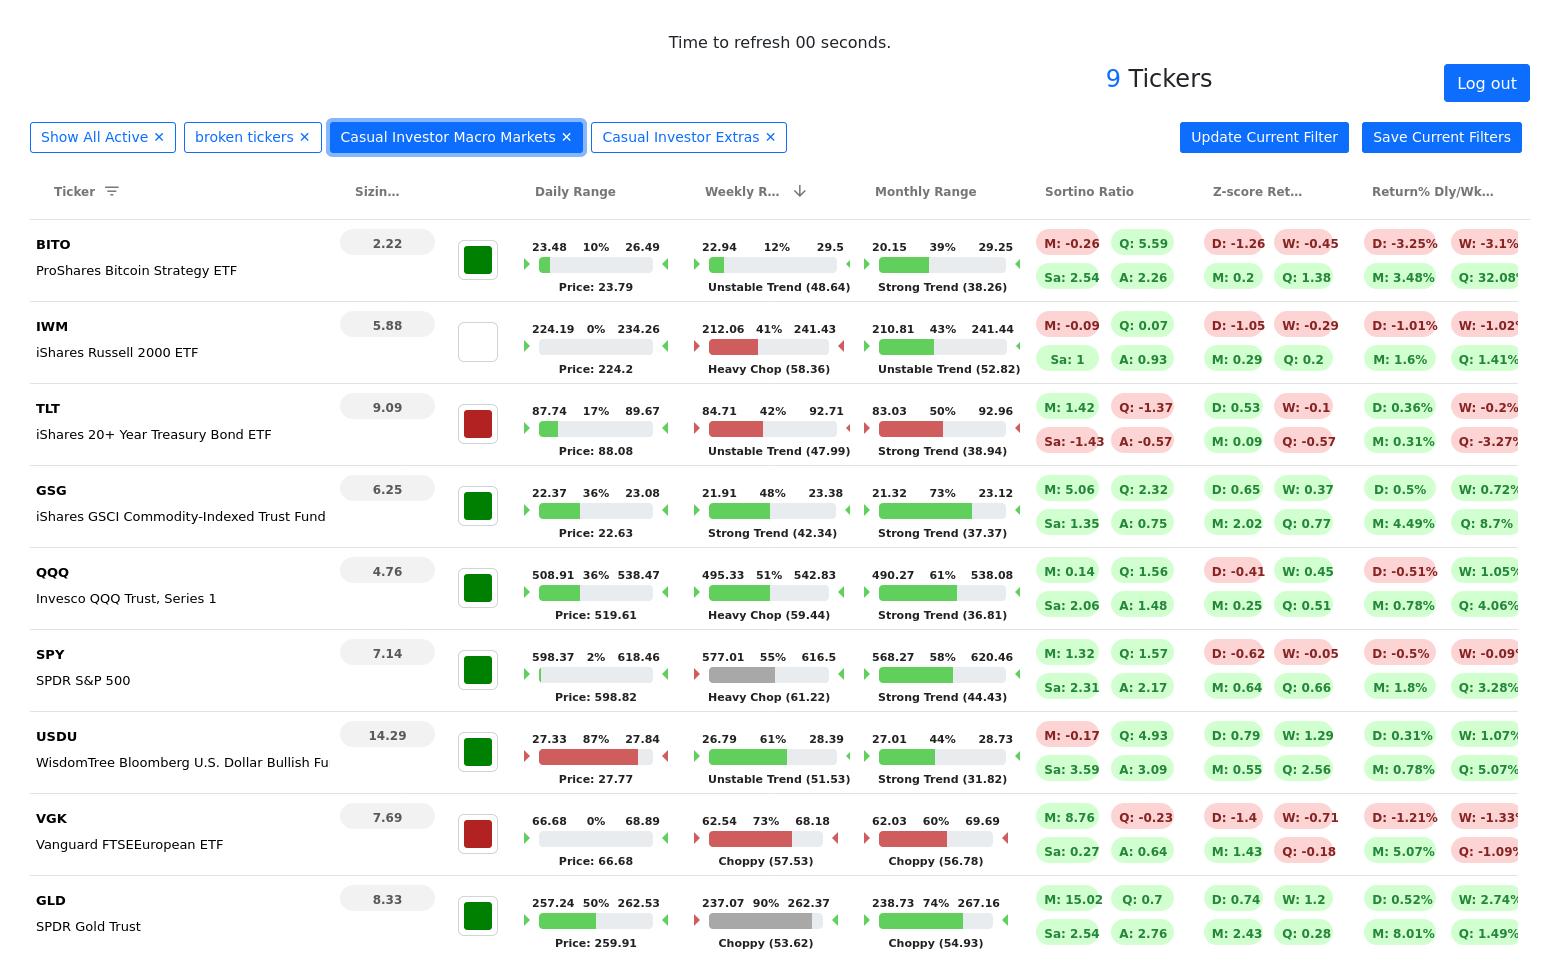 Time to refresh 00 seconds.
9 Tickers
Log out
Show All Active ✕ broken tickers ✕ Casual Investor Macro Markets ✕ Casual Investor Extras ✕ Update Current Filter Save Current Filters
Ticker Sizin… Daily Range Weekly R… Monthly Range Sortino Ratio Z-score Ret… Return% Dly/Wk…
2.22 M: -0.26 Q: 5.59 D: -1.26 W: -0.45 D: -3.25% W: -3.1%
BITO 23.48 10% 26.49 22.94 12% 29.5 20.15 39% 29.25
ProShares Bitcoin Strategy ETF Sa: 2.54 A: 2.26 M: 0.2 Q: 1.38 M: 3.48% Q: 32.08%
Price: 23.79 Unstable Trend (48.64) Strong Trend (38.26)
5.88 M: -0.09 Q: 0.07 D: -1.05 W: -0.29 D: -1.01% W: -1.02%
IWM 224.19 0% 234.26 212.06 41% 241.43 210.81 43% 241.44
iShares Russell 2000 ETF Sa: 1 A: 0.93 M: 0.29 Q: 0.2 M: 1.6% Q: 1.41%
Price: 224.2 Heavy Chop (58.36) Unstable Trend (52.82)
9.09 M: 1.42 Q: -1.37 D: 0.53 W: -0.1 D: 0.36% W: -0.2%
TLT 87.74 17% 89.67 84.71 42% 92.71 83.03 50% 92.96
iShares 20+ Year Treasury Bond ETF Sa: -1.43 A: -0.57 M: 0.09 Q: -0.57 M: 0.31% Q: -3.27%
Price: 88.08 Unstable Trend (47.99) Strong Trend (38.94)
6.25 M: 5.06 Q: 2.32 D: 0.65 W: 0.37 D: 0.5% W: 0.72%
GSG 22.37 36% 23.08 21.91 48% 23.38 21.32 73% 23.12
iShares GSCI Commodity-Indexed Trust Fund Sa: 1.35 A: 0.75 M: 2.02 Q: 0.77 M: 4.49% Q: 8.7%
Price: 22.63 Strong Trend (42.34) Strong Trend (37.37)
4.76 M: 0.14 Q: 1.56 D: -0.41 W: 0.45 D: -0.51% W: 1.05%
QQQ 508.91 36% 538.47 495.33 51% 542.83 490.27 61% 538.08
Invesco QQQ Trust, Series 1 Sa: 2.06 A: 1.48 M: 0.25 Q: 0.51 M: 0.78% Q: 4.06%
Price: 519.61 Heavy Chop (59.44) Strong Trend (36.81)
7.14 M: 1.32 Q: 1.57 D: -0.62 W: -0.05 D: -0.5% W: -0.09%
SPY 598.37 2% 618.46 577.01 55% 616.5 568.27 58% 620.46
SPDR S&P 500 Sa: 2.31 A: 2.17 M: 0.64 Q: 0.66 M: 1.8% Q: 3.28%
Price: 598.82 Heavy Chop (61.22) Strong Trend (44.43)
14.29 M: -0.17 Q: 4.93 D: 0.79 W: 1.29 D: 0.31% W: 1.07%
USDU 27.33 87% 27.84 26.79 61% 28.39 27.01 44% 28.73
WisdomTree Bloomberg U.S. Dollar Bullish Fu Sa: 3.59 A: 3.09 M: 0.55 Q: 2.56 M: 0.78% Q: 5.07%
Price: 27.77 Unstable Trend (51.53) Strong Trend (31.82)
7.69 M: 8.76 Q: -0.23 D: -1.4 W: -0.71 D: -1.21% W: -1.33%
VGK 66.68 0% 68.89 62.54 73% 68.18 62.03 60% 69.69
Vanguard FTSEEuropean ETF Sa: 0.27 A: 0.64 M: 1.43 Q: -0.18 M: 5.07% Q: -1.09%
Price: 66.68 Choppy (57.53) Choppy (56.78)
8.33 M: 15.02 Q: 0.7 D: 0.74 W: 1.2 D: 0.52% W: 2.74%
GLD 257.24 50% 262.53 237.07 90% 262.37 238.73 74% 267.16
SPDR Gold Trust Sa: 2.54 A: 2.76 M: 2.43 Q: 0.28 M: 8.01% Q: 1.49%
Price: 259.91 Choppy (53.62) Choppy (54.93)